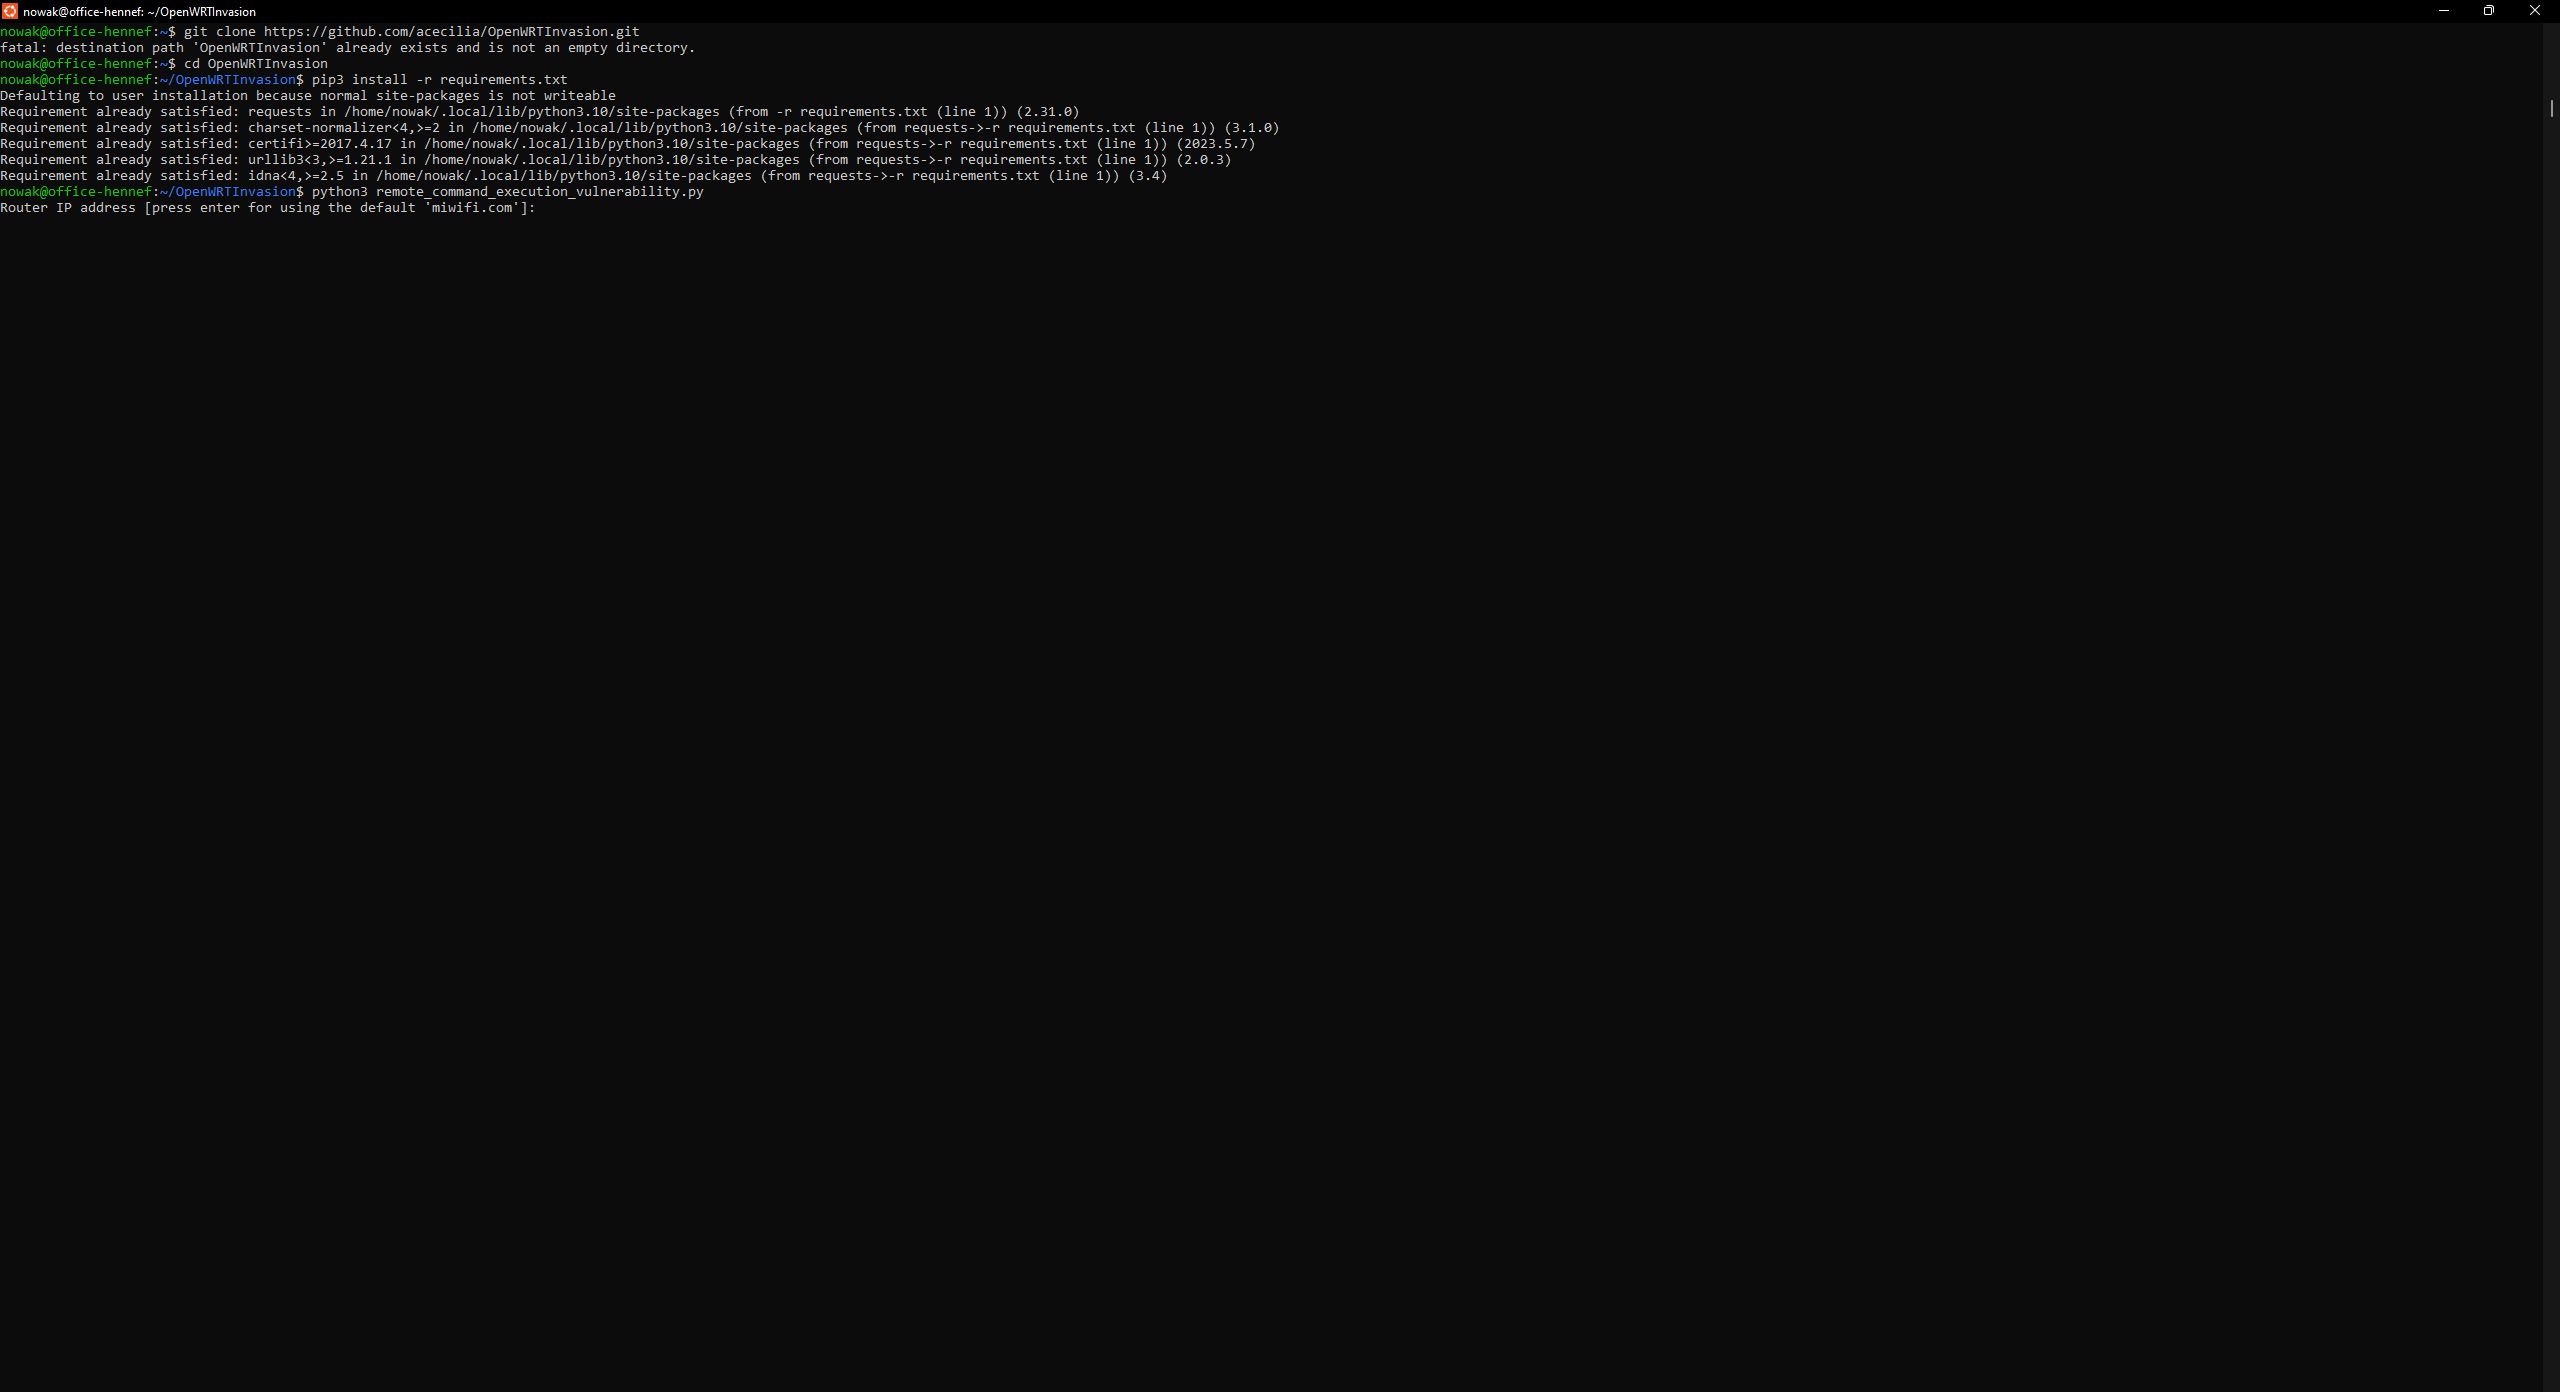 nowak@office-hennef: ~/OpenWRTInvasion
nowak@office-hennef:~$ git clone https://github.com/acecilia/OpenWRTInvasion.git
fatal: destination path 'OpenWRTInvasion' already exists and is not an empty directory.
nowak@office-hennef:~$ cd OpenWRTInvasion
nowak@office-hennef:~/OpenWRTInvasion$ pip3 install -r requirements.txt
Defaulting to user installation because normal site-packages is not writeable
Requirement already satisfied: requests in /home/nowak/.local/lib/python3.10/site-packages (from -r requirements.txt (line 1)) (2.31.0)
Requirement already satisfied: charset-normalizer<4,>=2 in /home/nowak/.local/lib/python3.10/site-packages (from requests->-r requirements.txt (line 1)) (3.1.0)
Requirement already satisfied: certifi>=2017.4.17 in /home/nowak/.local/lib/python3.10/site-packages (from requests->-r requirements.txt (line 1)) (2023.5.7)
Requirement already satisfied: urllib3<3,>=1.21.1 in /home/nowak/.local/lib/python3.10/site-packages (from requests->-r requirements.txt (line 1)) (2.0.3)
Requirement already satisfied: idna<4,>=2.5 in /home/nowak/.local/lib/python3.10/site-packages (from requests->-r requirements.txt (line 1)) (3.4)
nowak@office-hennef:~/OpenWRTInvasion$ python3 remote_command_execution_vulnerability.py
Router IP address [press enter for using the default 'miwifi.com']: